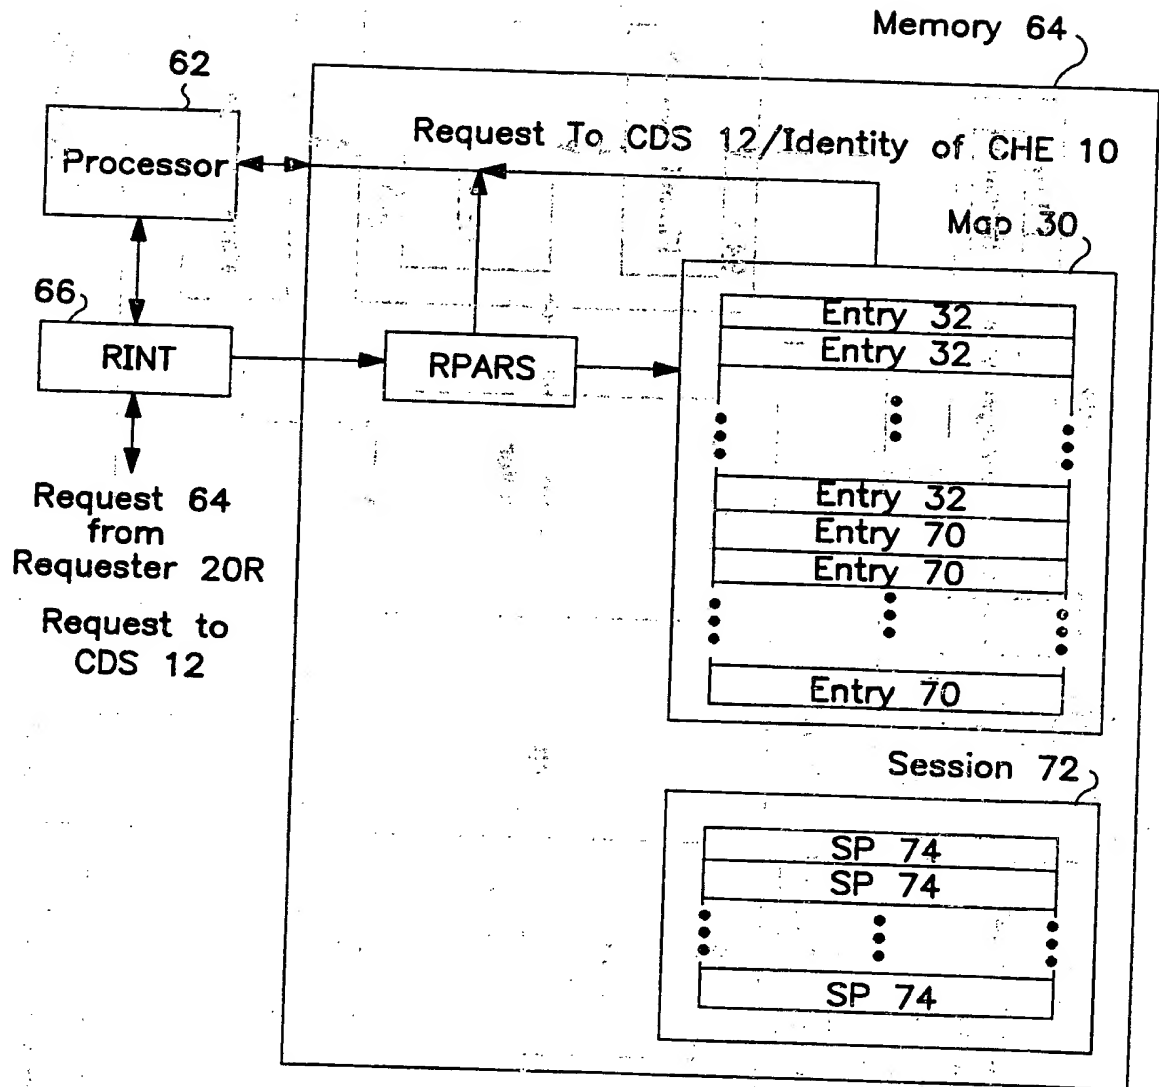 Memory 64
62
Processor
Request To CDS 12/Identity of CHE 10
Map 30
66
RINT
RPARS
Entry 32
Entry 32
Entry 32
Entry 70
Entry 70
Entry 70
Request 64
from
Requester 20R
Request to
CDS 12
Session 72
SP 74
SP 74
SP 74